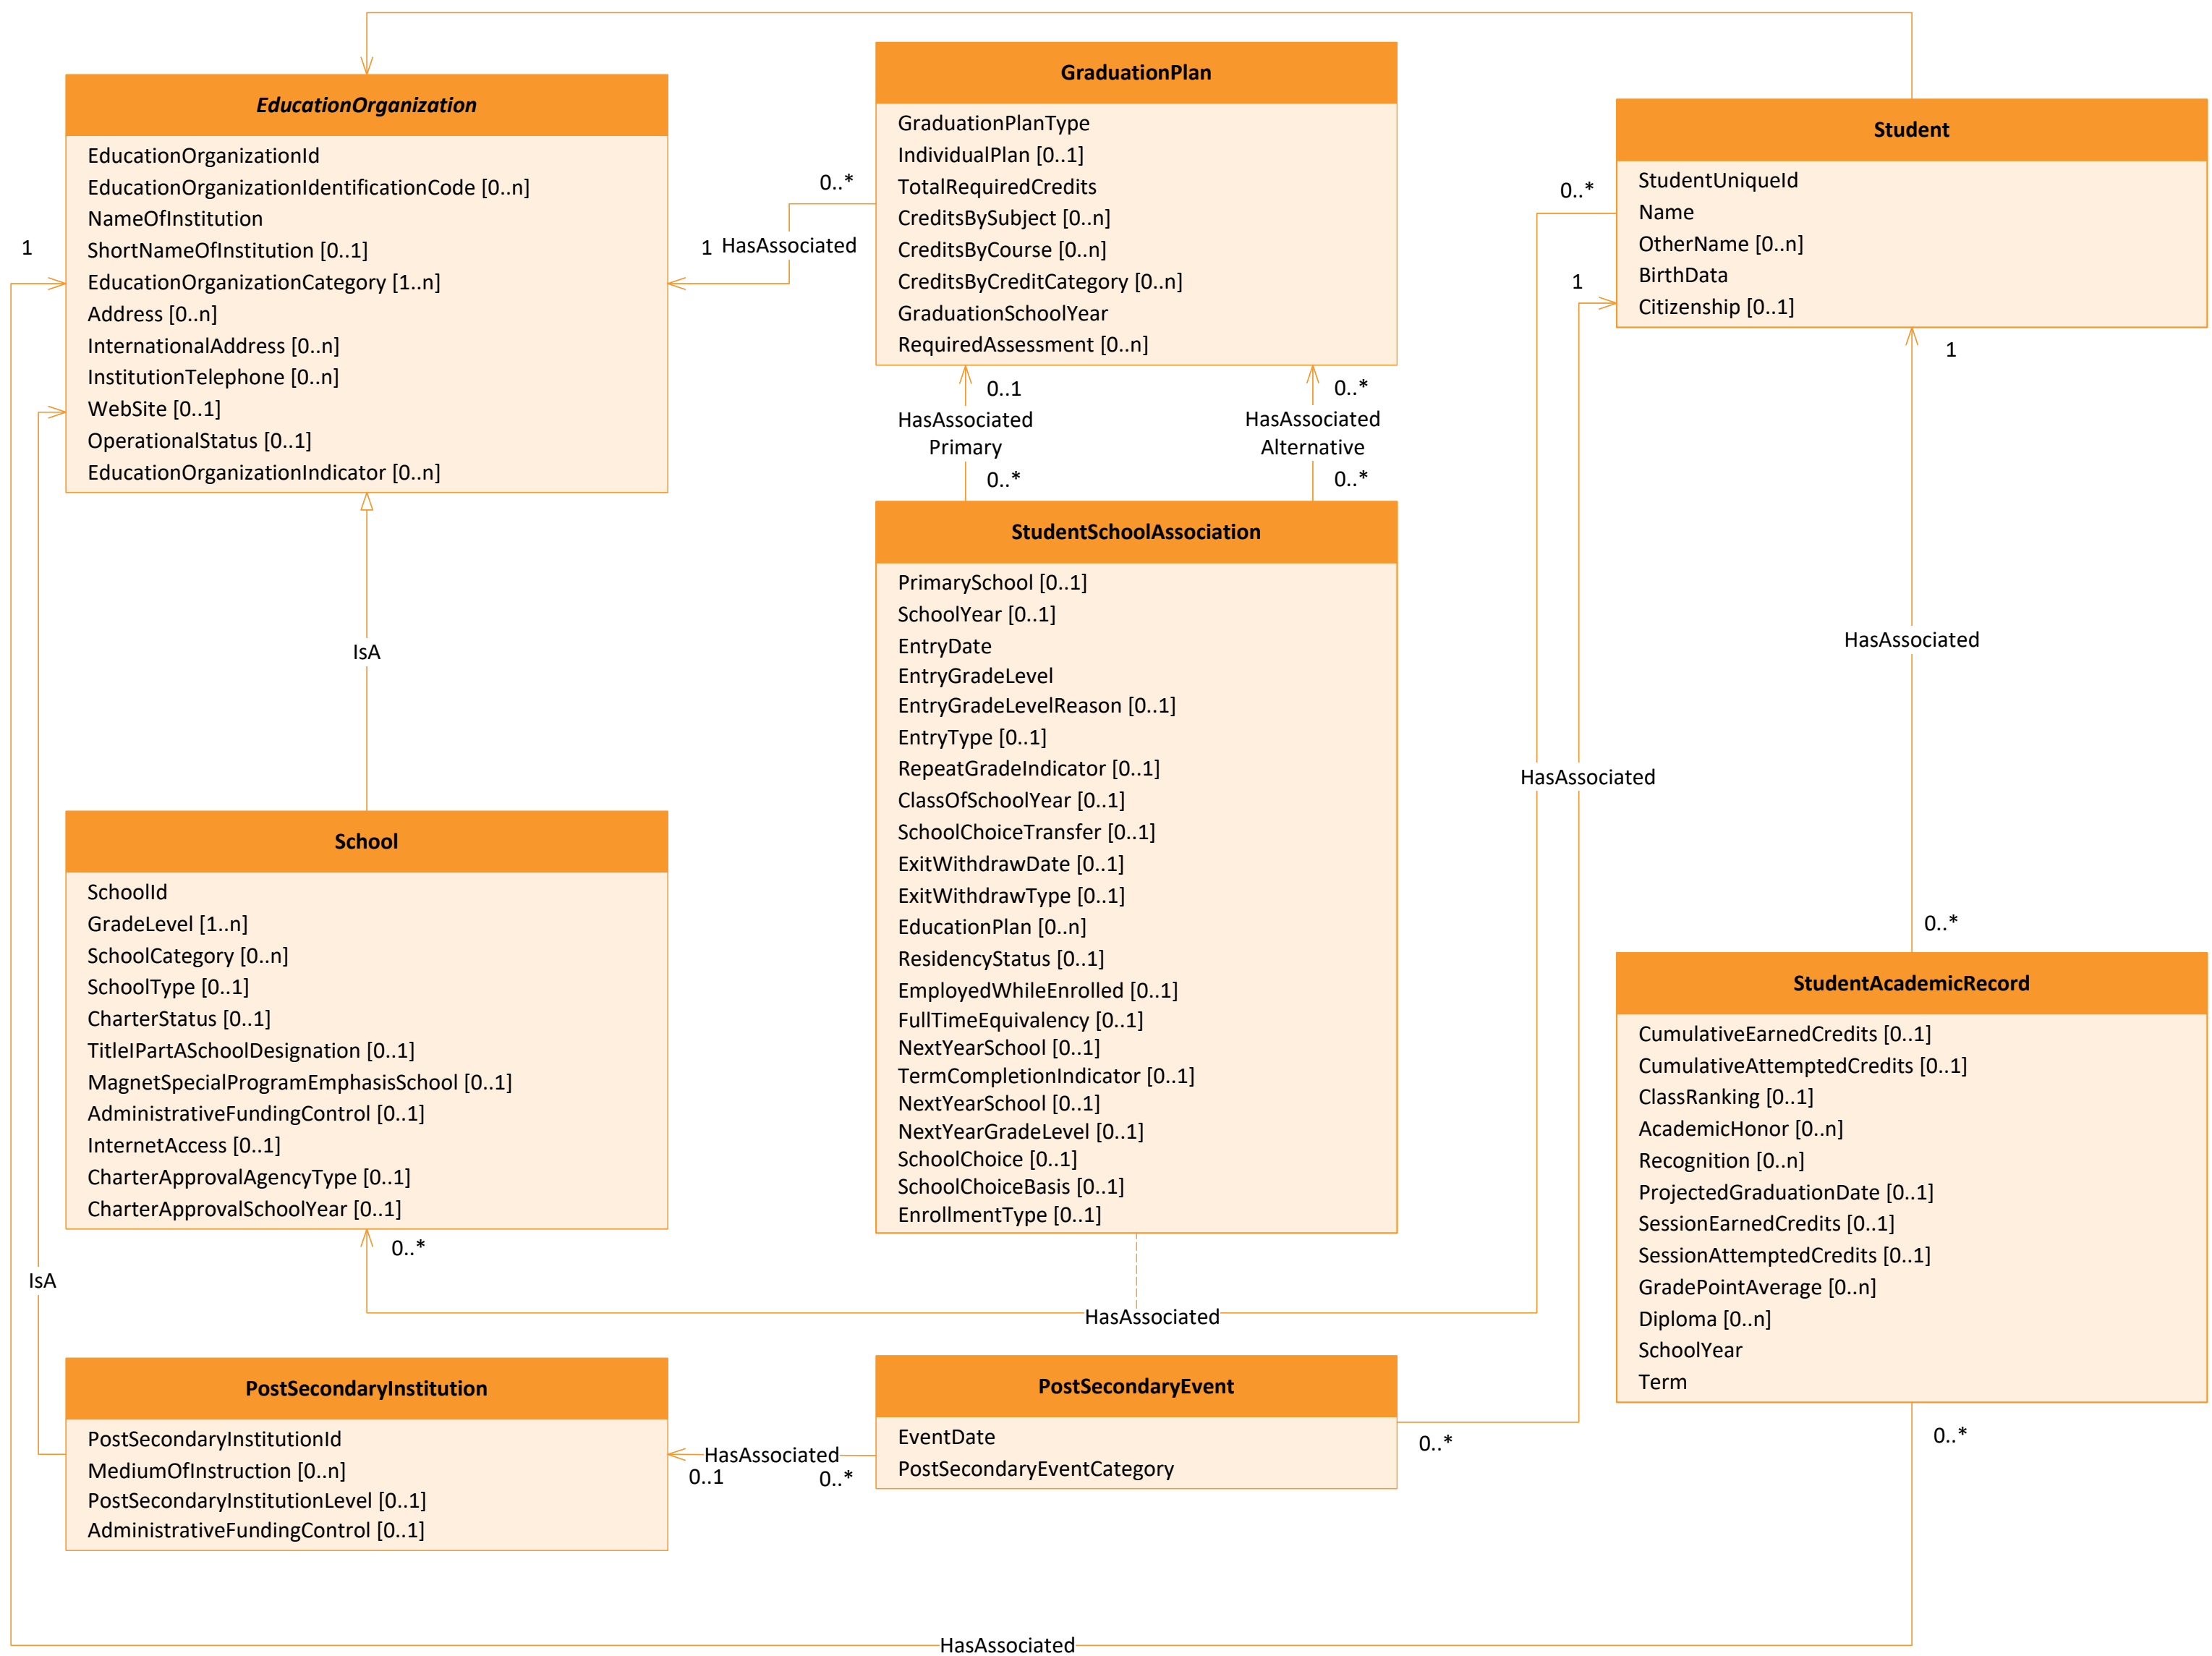 EducationOrganization
EducationOrganizationId
EducationOrganizationIdentificationCode [0..n]
NameOfInstitution
ShortNameOfInstitution [0..1]
EducationOrganizationCategory [1..n]
Address [0..n]
InternationalAddress [0..n]
InstitutionTelephone [0..n]
WebSite [0..1]
OperationalStatus [0..1]
EducationOrganizationIndicator [0..n]
1
0..*
1 HasAssociated
GraduationPlan
GraduationPlanType
IndividualPlan [0..1]
TotalRequiredCredits
CreditsBySubject [0..n]
CreditsByCourse [0..n]
CreditsByCreditCategory [0..n]
GraduationSchoolYear
RequiredAssessment [0..n]
0..1
HasAssociated
Primary
0..*
0..*
HasAssociated
Alternative
0..*
Student
StudentUniqueId
Name
OtherName [0..n]
BirthData
Citizenship [0..1]
0..*
1
1
HasAssociated
0..*
HasAssociated
IsA
StudentSchoolAssociation
PrimarySchool [0..1]
SchoolYear [0..1]
EntryDate
EntryGradeLevel
EntryGradeLevelReason [0..1]
EntryType [0..1]
RepeatGradeIndicator [0..1]
ClassOfSchoolYear [0..1]
SchoolChoiceTransfer [0..1]
ExitWithdrawDate [0..1]
ExitWithdrawType [0..1]
EducationPlan [0..n]
ResidencyStatus [0..1]
EmployedWhileEnrolled [0..1]
FullTimeEquivalency [0..1]
NextYearSchool [0..1]
TermCompletionIndicator [0..1]
NextYearSchool [0..1]
NextYearGradeLevel [0..1]
SchoolChoice [0..1]
SchoolChoiceBasis [0..1]
EnrollmentType [0..1]
School
SchoolId
GradeLevel [1..n]
SchoolCategory [0..n]
SchoolType [0..1]
CharterStatus [0..1]
TitleIPartASchoolDesignation [0..1]
MagnetSpecialProgramEmphasisSchool [0..1]
AdministrativeFundingControl [0..1]
InternetAccess [0..1]
CharterApprovalAgencyType [0..1]
CharterApprovalSchoolYear [0..1]
0..*
IsA
HasAssociated
StudentAcademicRecord
CumulativeEarnedCredits [0..1]
CumulativeAttemptedCredits [0..1]
ClassRanking [0..1]
AcademicHonor [0..n]
Recognition [0..n]
ProjectedGraduationDate [0..1]
SessionEarnedCredits [0..1]
SessionAttemptedCredits [0..1]
GradePointAverage [0..n]
Diploma [0..n]
SchoolYear
Term
0..*
PostSecondaryInstitution
PostSecondaryInstitutionId
MediumOfInstruction [0..n]
PostSecondaryInstitutionLevel [0..1]
AdministrativeFundingControl [0..1]
HasAssociated
0..1
0..*
PostSecondaryEvent
EventDate
PostSecondaryEventCategory
0..*
HasAssociated